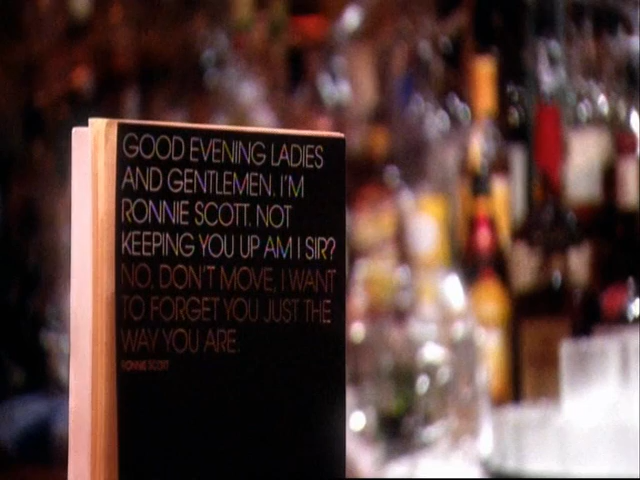 GOOD EVENING LADIES
AND GENTLEMEN. I'M
RONNIE SCOTT. NOT
KEEPING YOU UP AM I SIR?
NO, DON'T MOVE, I WANT
TO FORGET YOU JUST THE
WAY YOU ARE.
RONNIE SCOTT